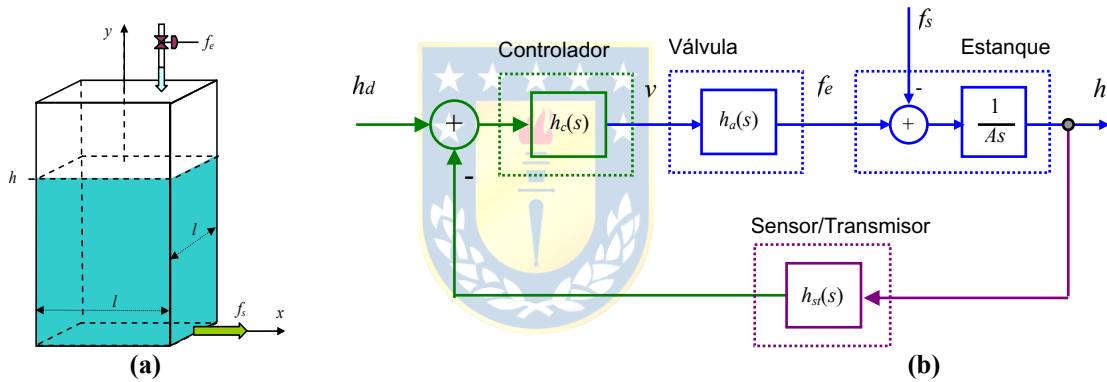 (a)
y
f_e
h
l
l
f_s
x
(b)
f_s
Controlador
Válvula
Estanque
h_d
+
-
h_c(s)
v
h_a(s)
f_e
-
+
1
As
h
Sensor/Transmisor
h_st(s)